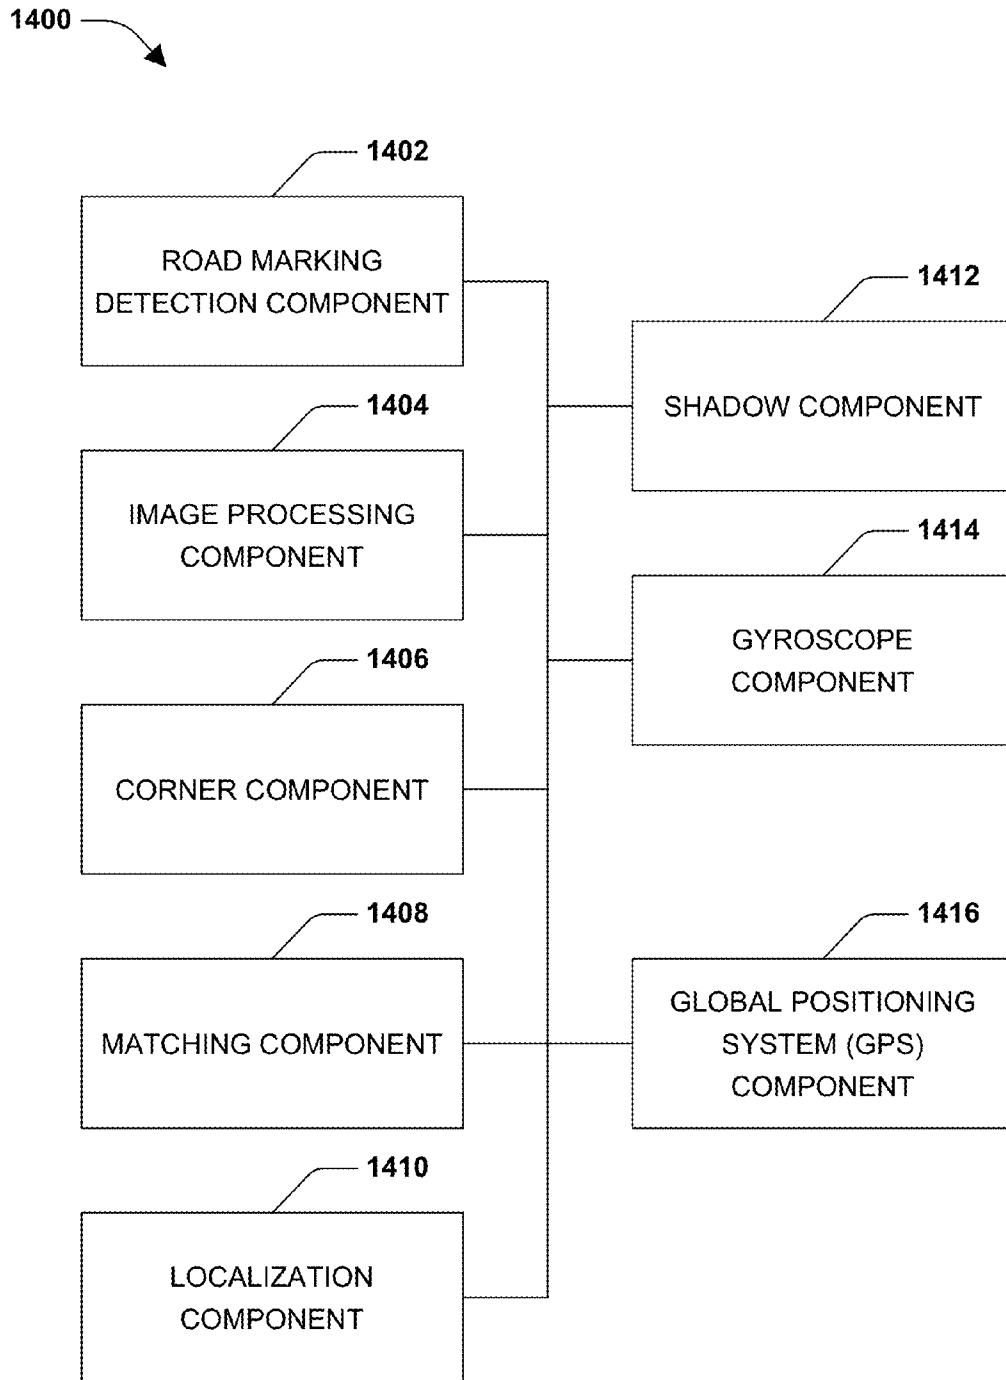 1400
1402
ROAD MARKING
DETECTION COMPONENT
1412
SHADOW COMPONENT
1404
IMAGE PROCESSING
COMPONENT
1414
GYROSCOPE
COMPONENT
1406
CORNER COMPONENT
1408
MATCHING COMPONENT
1416
GLOBAL POSITIONING
SYSTEM (GPS)
COMPONENT
1410
LOCALIZATION
COMPONENT